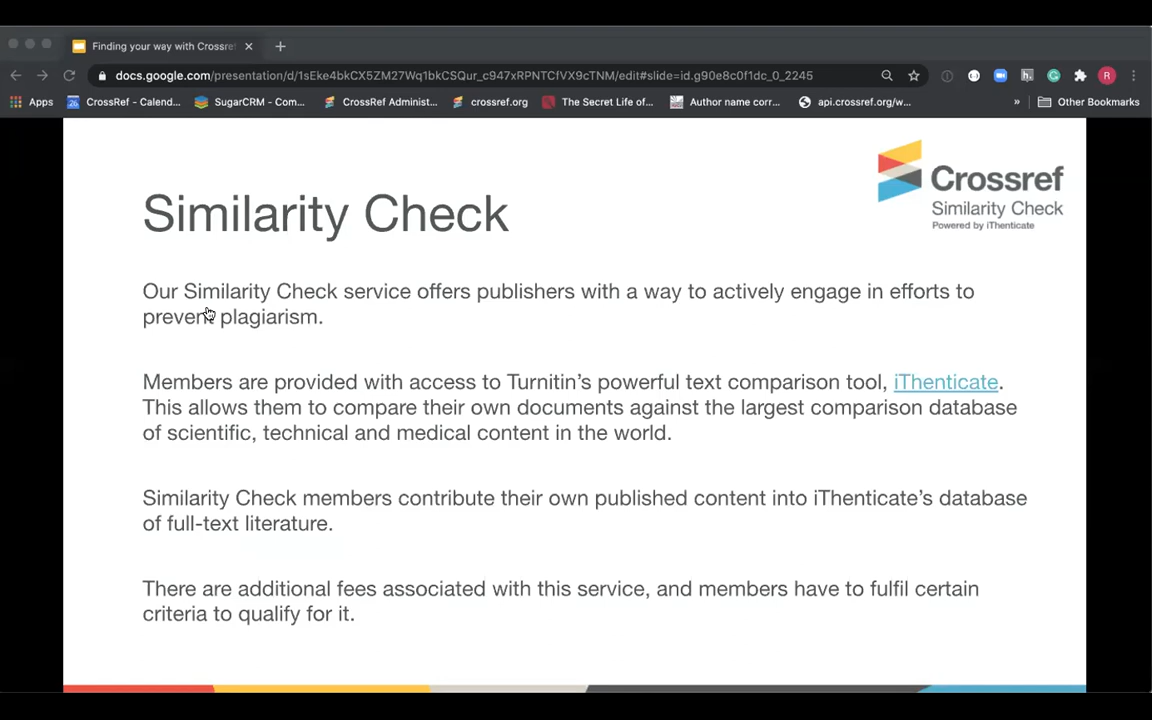 Finding your way with Crossre
docs.google.com/presentation/d/1sEke4bkCX5ZM27Wq1bkCSQur_c947xRPNTCfVX9cTNM/edit#slide=id.g90e8c0f1dc_0_2245
R
Apps
26
CrossRef - Calend...
SugarCRM - Com...
CrossRef Administ...
crossref.org
The Secret Life of...
Author name corr...
api.crossref.org/w...
»
Other Bookmarks
Crossref
Similarity Check
Powered by iThenticate
Similarity Check
Our Similarity Check service offers publishers with a way to actively engage in efforts to
prevent plagiarism.
Members are provided with access to Turnitin’s powerful text comparison tool, iThenticate.
This allows them to compare their own documents against the largest comparison database
of scientific, technical and medical content in the world.
Similarity Check members contribute their own published content into iThenticate’s database
of full-text literature.
There are additional fees associated with this service, and members have to fulfil certain
criteria to qualify for it.